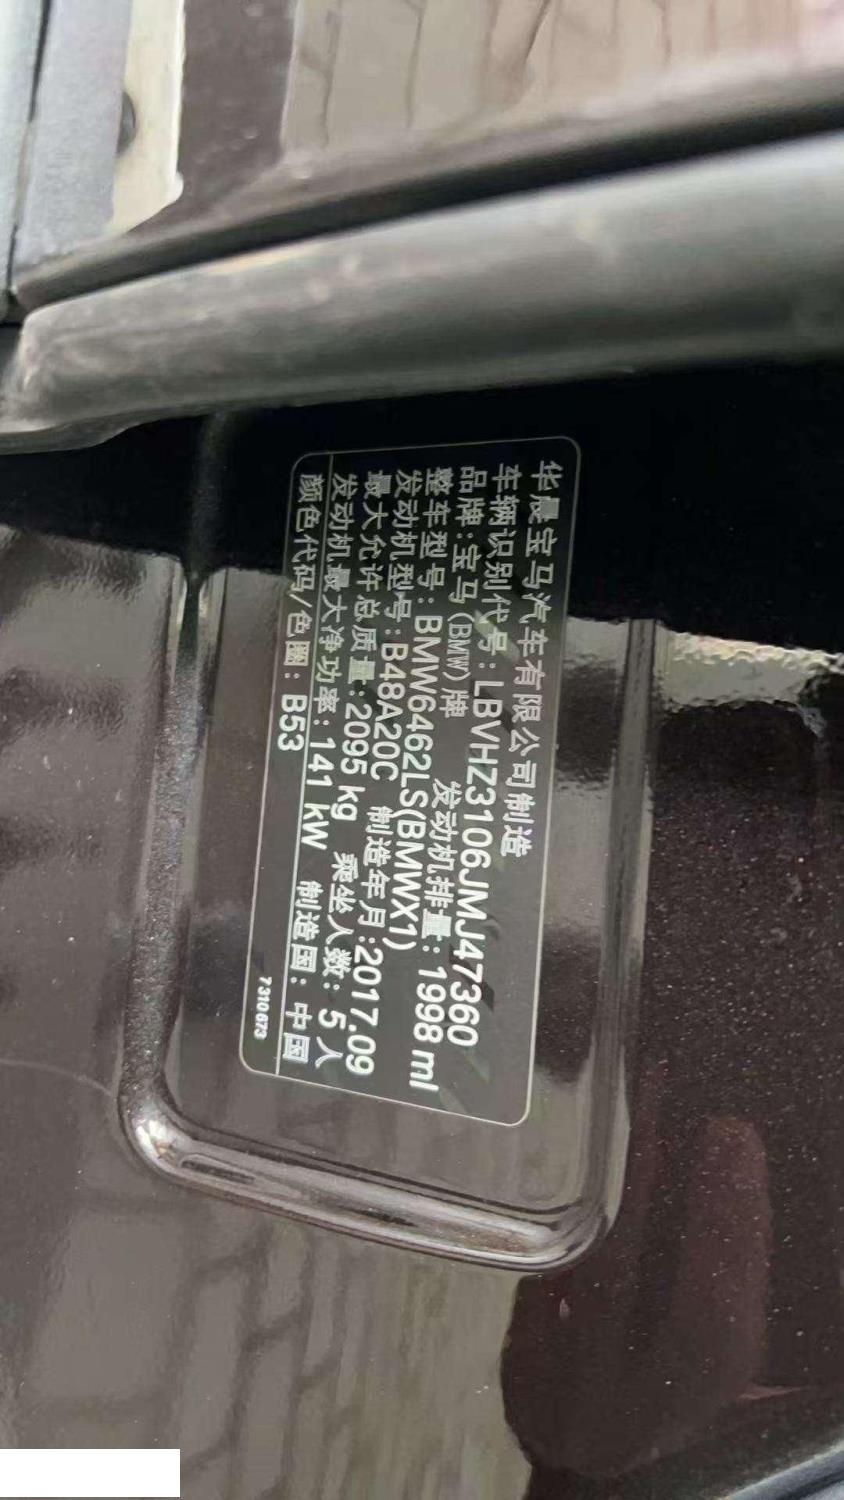 华晨宝马汽车有限公司制造
车辆识别代号:LBVHZ3106JMJ47360
品牌:宝马(BMW)牌 发动机排量: 1998 ml
整车型号: BMW6462LS(BMWX1)
发动机型号: B48A20C 制造年月:2017.09
最大允许总质量:2095 kg 乘坐人数: 5 人
发动机最大净功率: 141 kW 制造国: 中国
颜色代码/色圈: B53
7310673